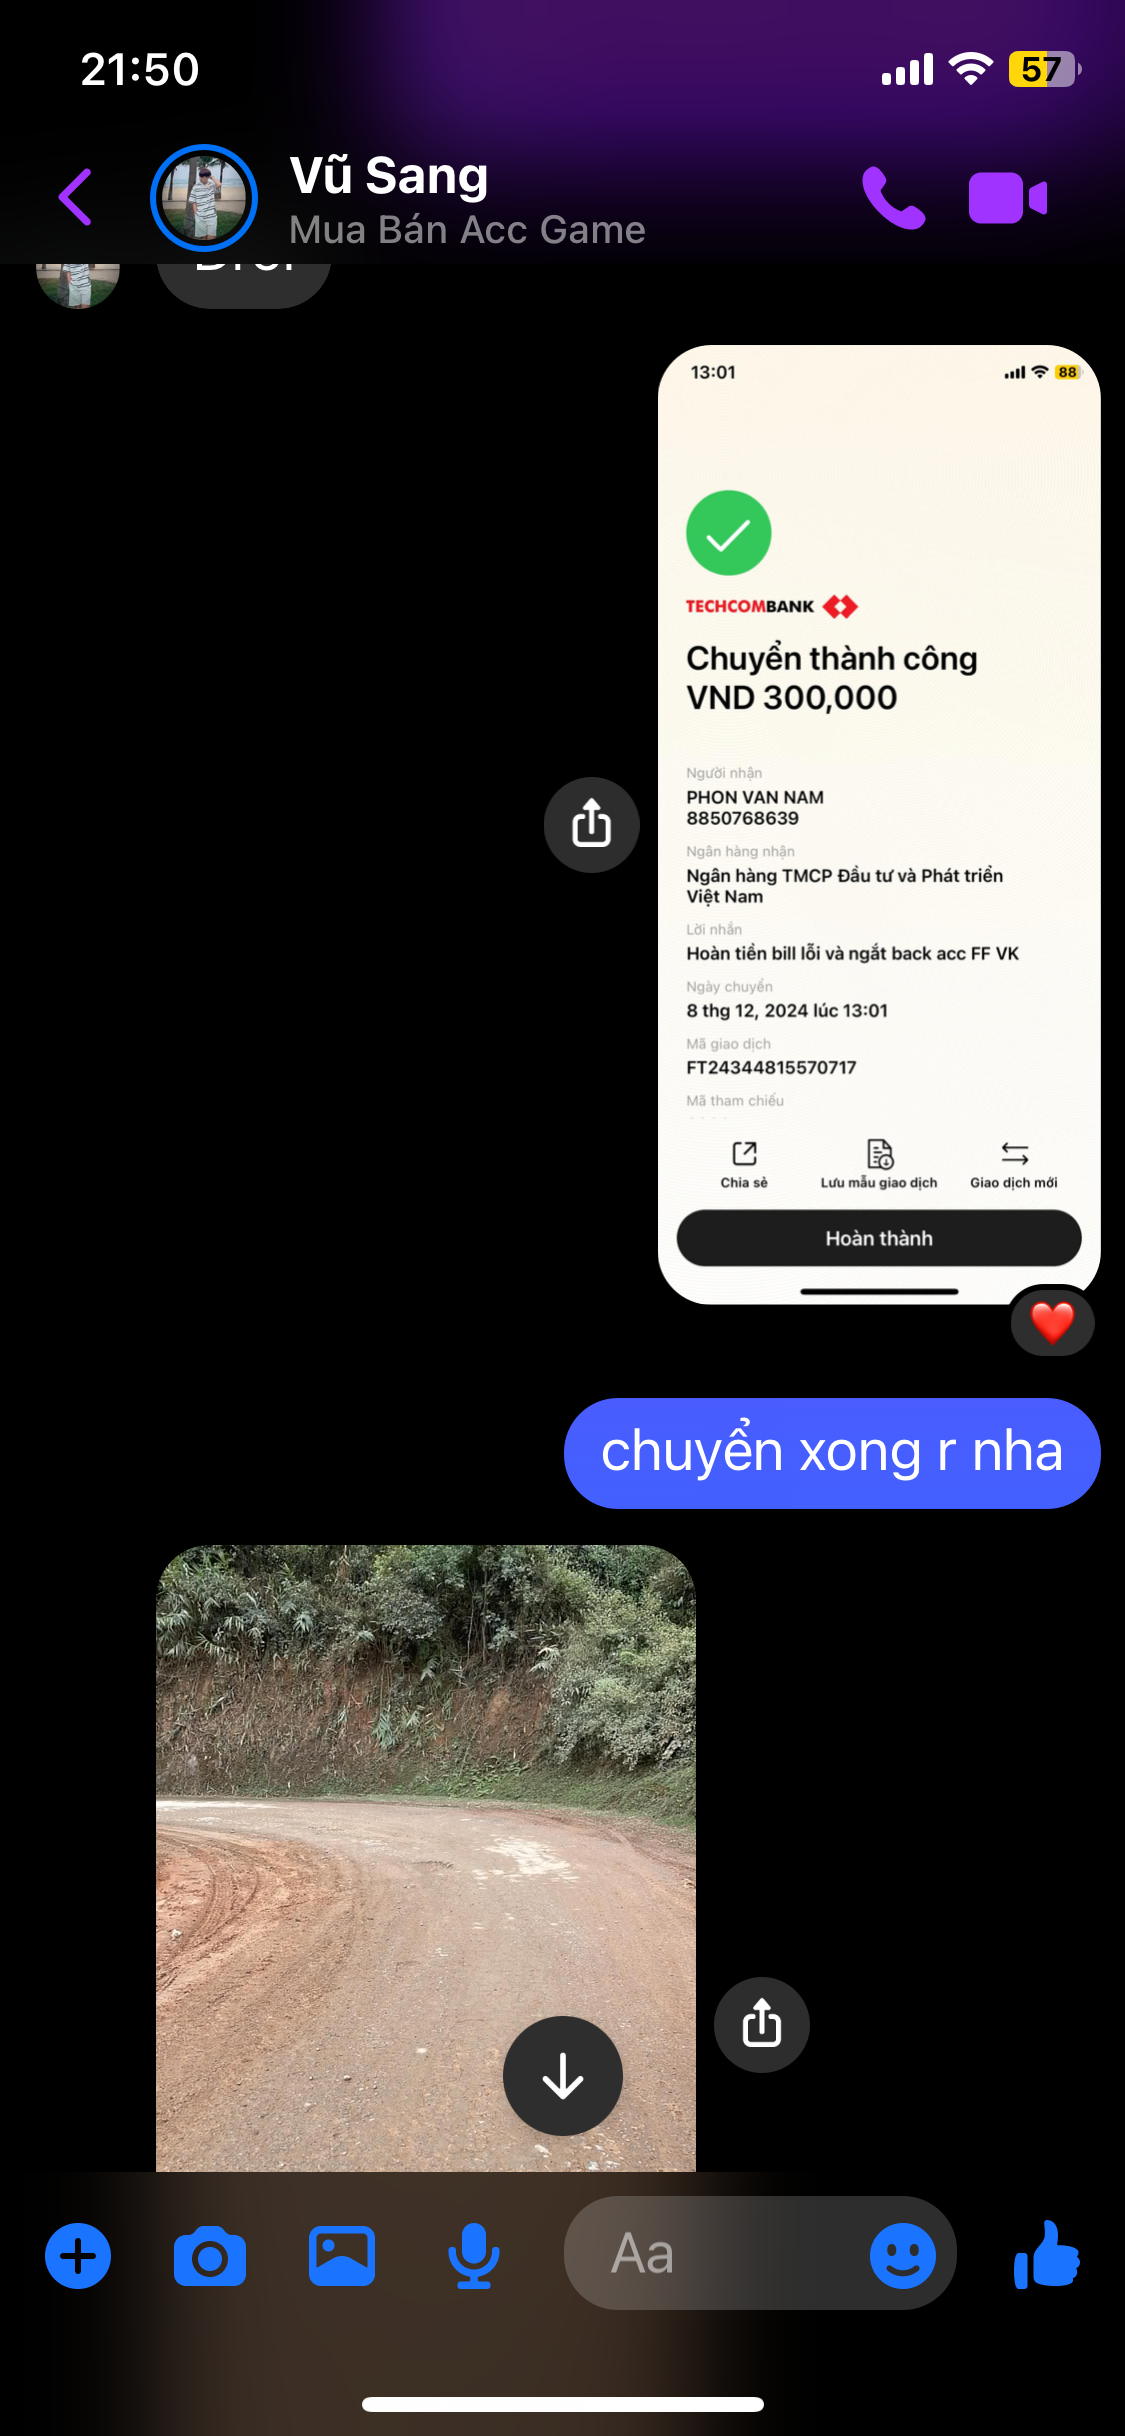 21:50
57
Vũ Sang
Mua Bán Acc Game
13:01
88
TECHCOMBANK
Chuyển thành công
VND 300,000
Người nhận
PHON VAN NAM
8850768639
Ngân hàng nhận
Ngân hàng TMCP Đầu tư và Phát triển
Việt Nam
Lời nhắn
Hoàn tiền bill lỗi và ngắt back acc FF VK
Ngày chuyển
8 thg 12, 2024 lúc 13:01
Mã giao dịch
FT24344815570717
Mã tham chiếu
Chia sẻ
Lưu mẫu giao dịch
Giao dịch mới
Hoàn thành
chuyển xong r nha
Aa